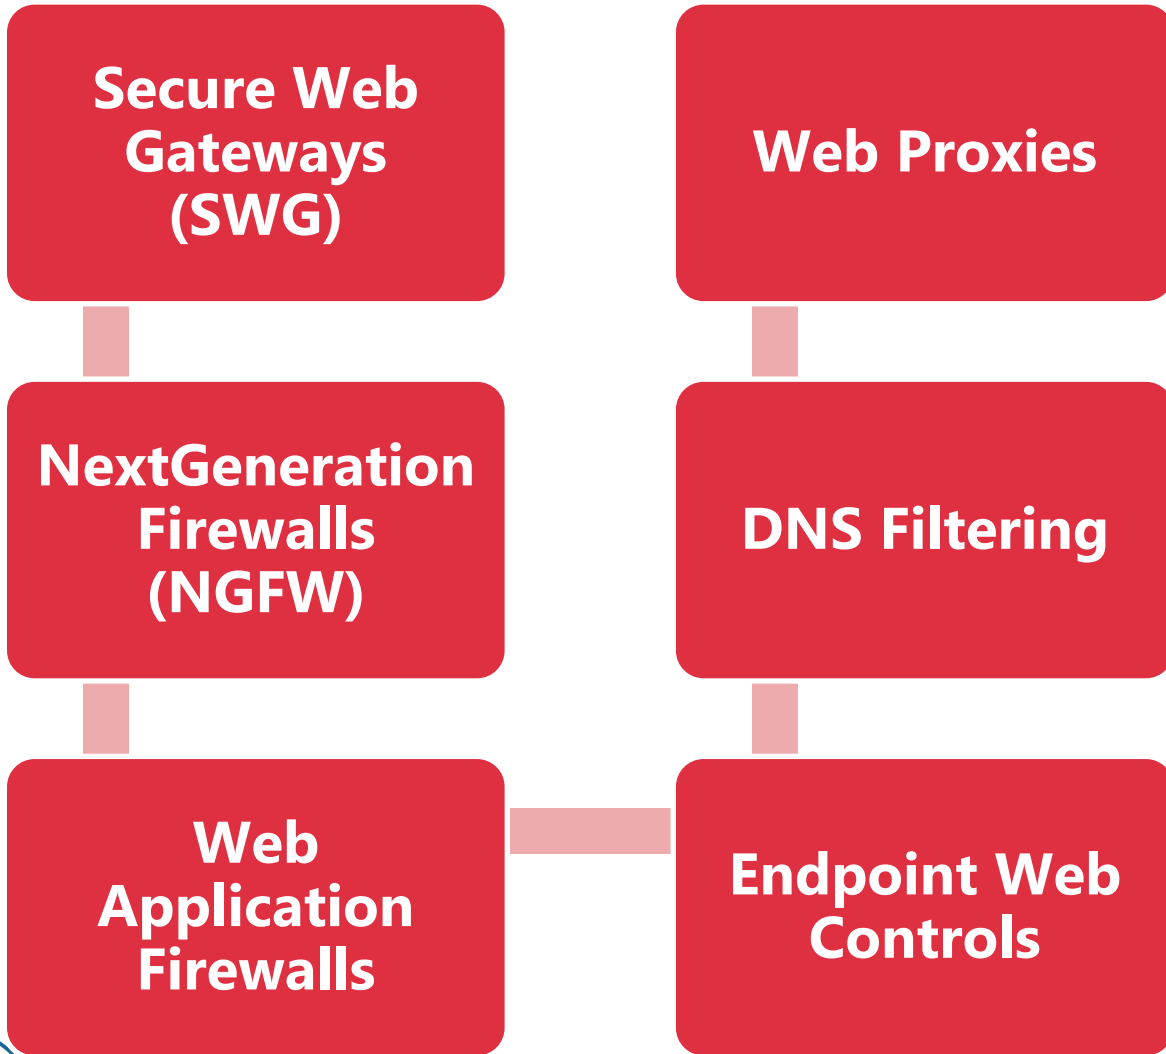 Secure Web
Gateways
(SWG)
NextGeneration
Firewalls
(NGFW)
Web
Application
Firewalls
Endpoint Web
Controls
DNS Filtering
Web Proxies